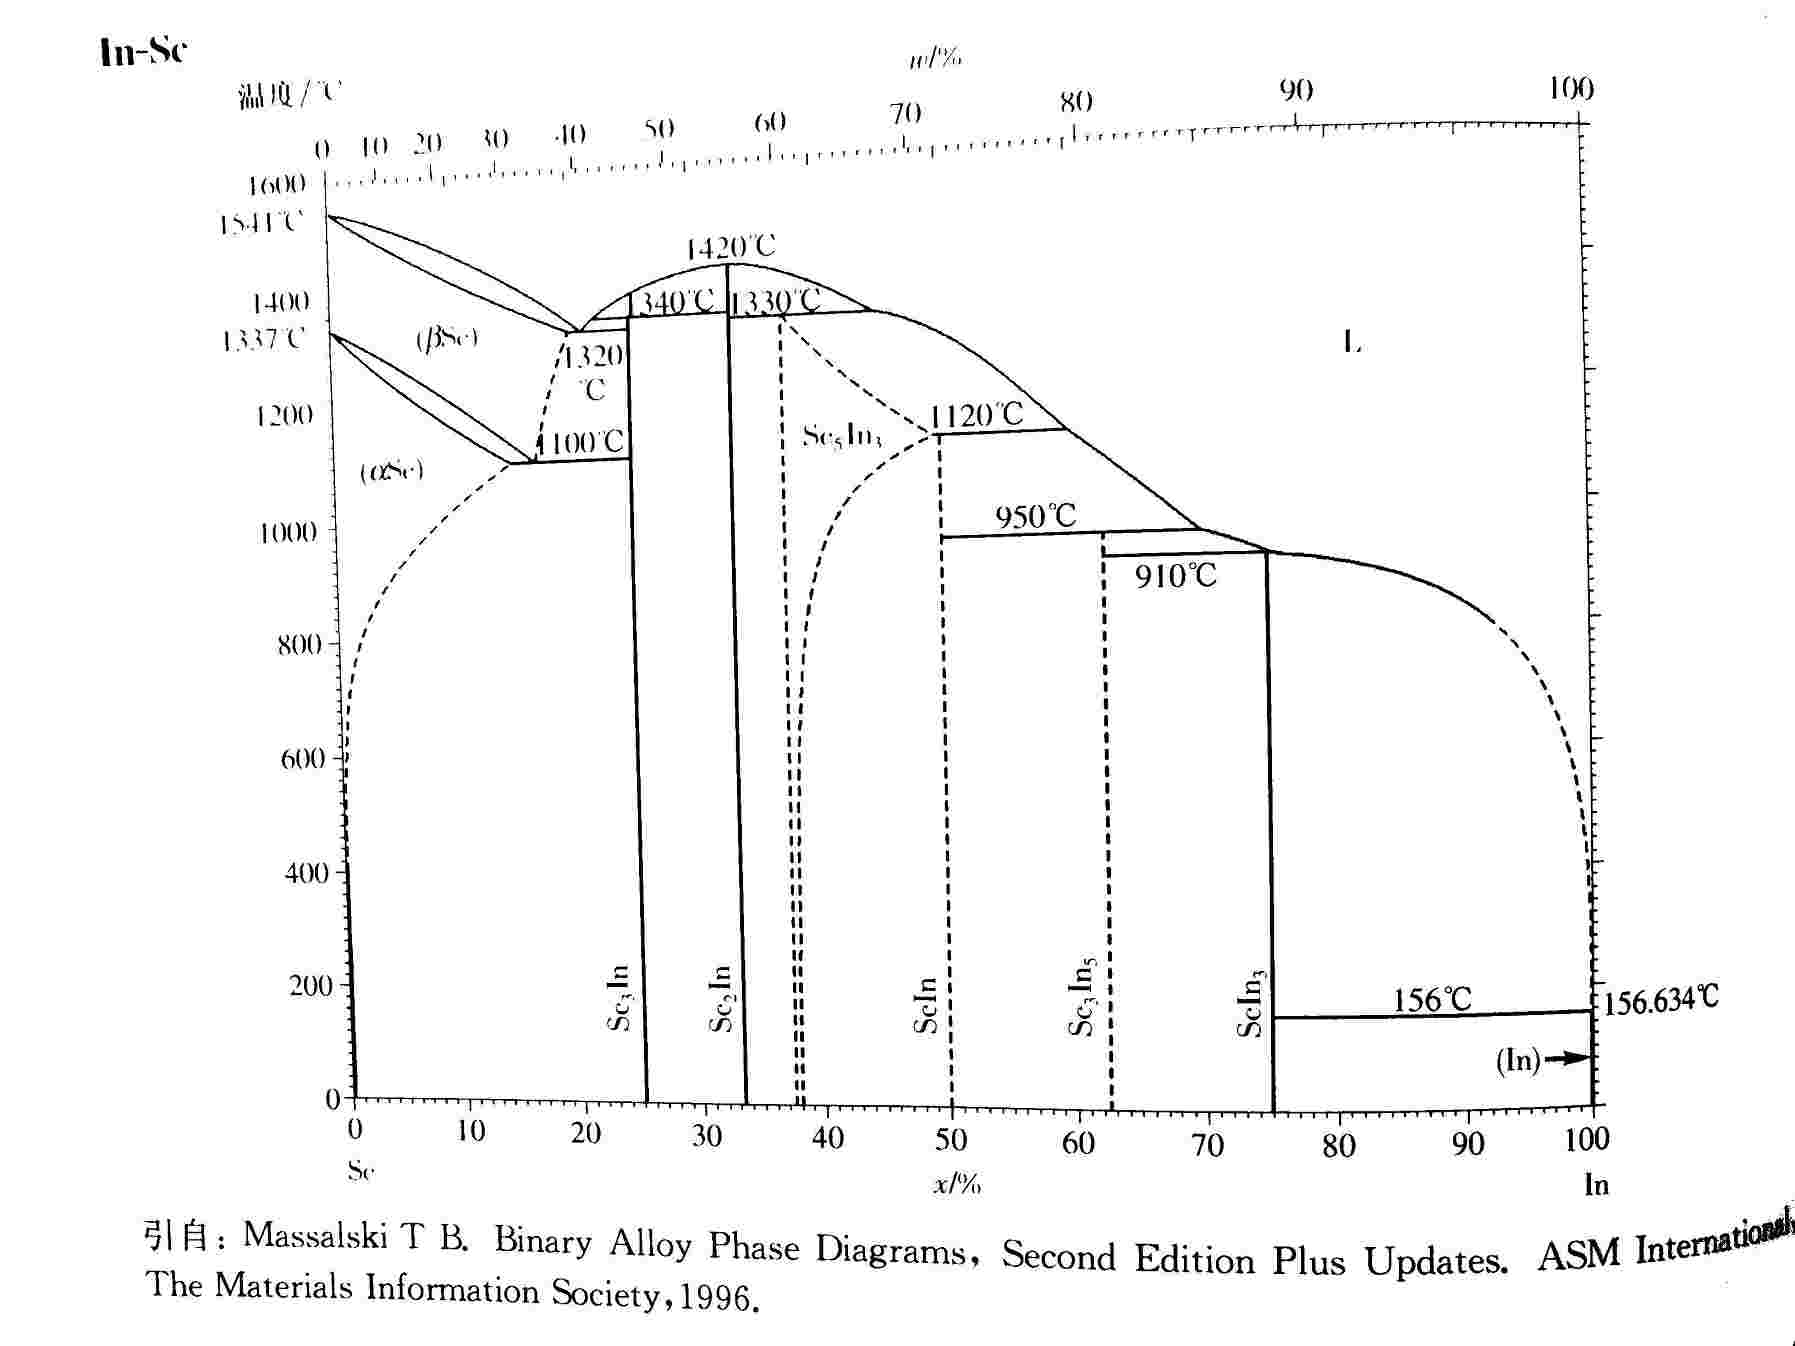 In-Sc
w/%
温度/℃
0 10 20 30 40 50 60 70 80 90 100
1600
1541℃
1420℃
1400
1340℃ 1330℃
1337℃
(βSc)
L
1320
℃
1200
1120℃
Sc₅In₃
1100℃
(αSc)
1000
950℃
910℃
800
600
400
200
Sc₃In
Sc₂In
ScIn
Sc₃In₅
ScIn₃
156℃
156.634℃
(In)
0
0 10 20 30 40 50 60 70 80 90 100
Sc
x/%
In
引自: Massalski T B. Binary Alloy Phase Diagrams, Second Edition Plus Updates. ASM International,
The Materials Information Society, 1996.